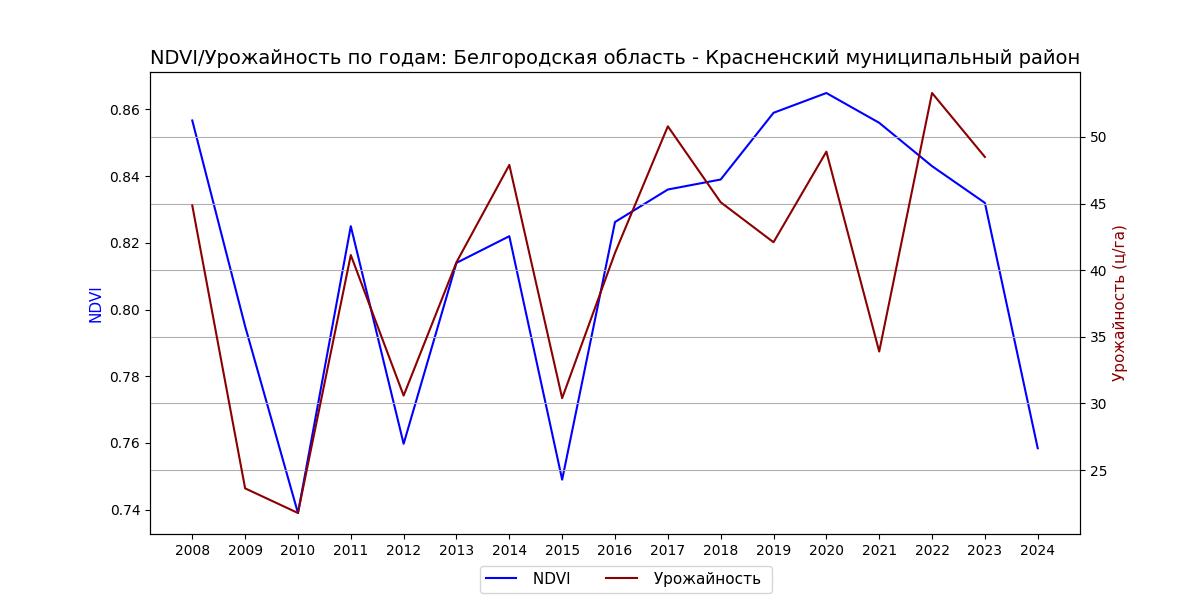 NDVI/Урожайность по годам: Белгородская область - Красненский муниципальный район
0.86
0.84
0.82
0.80
0.78
0.76
0.74
NDVI
50
45
40
35
30
25
Урожайность (ц/га)
2008 2009 2010 2011 2012 2013 2014 2015 2016 2017 2018 2019 2020 2021 2022 2023 2024
NDVI Урожайность